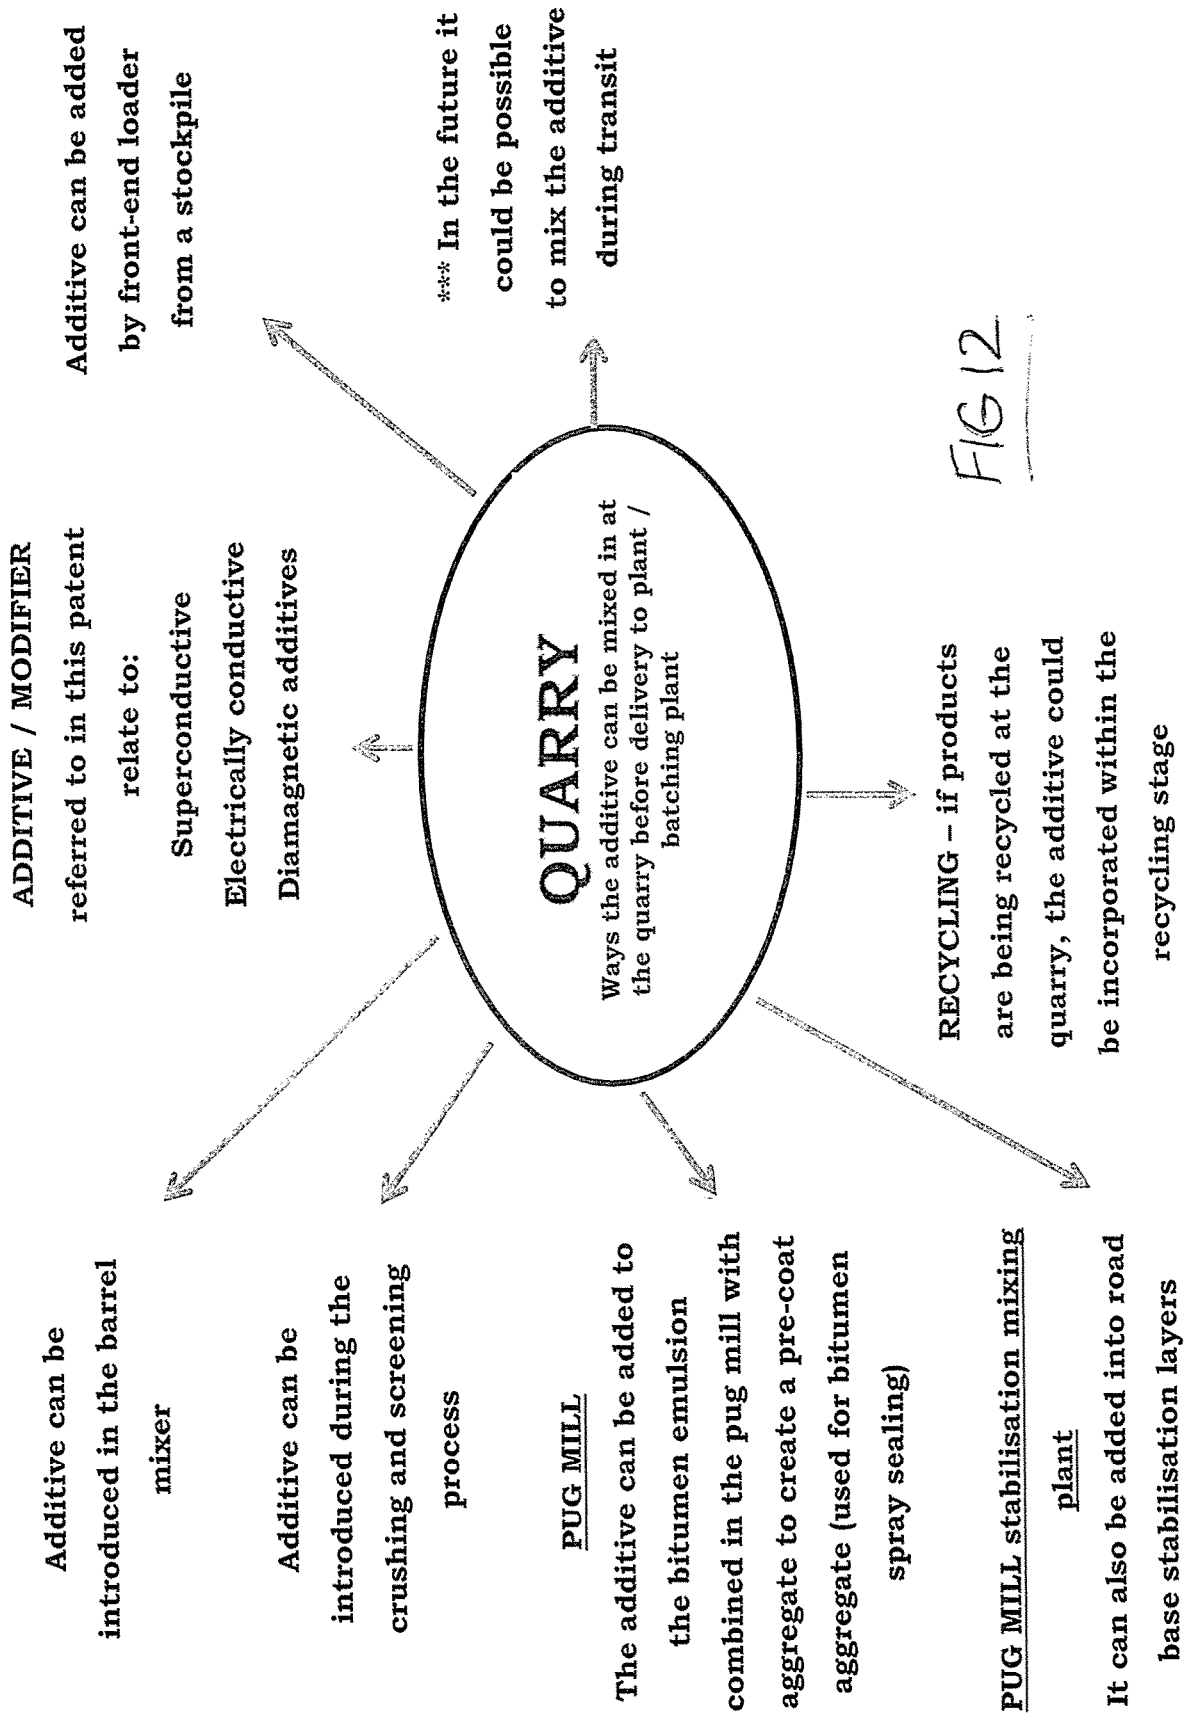 Additive can be
introduced in the barrel
mixer
ADDITIVE / MODIFIER
referred to in this patent
relate to:
Superconductive
Electrically conductive
Diamagnetic additives
Additive can be added
by front-end loader
from a stockpile
Additive can be
introduced during the
crushing and screening
process
*** In the future it
could be possible
to mix the additive
during transit
QUARRY
Ways the additive can be mixed in at
the quarry before delivery to plant /
batching plant
PUG MILL
The additive can be added to
the bitumen emulsion
combined in the pug mill with
aggregate to create a pre-coat
aggregate (used for bitumen
spray sealing)
PUG MILL stabilisation mixing
plant
It can also be added into road
base stabilisation layers
RECYCLING – if products
are being recycled at the
quarry, the additive could
be incorporated within the
recycling stage
FIG 12